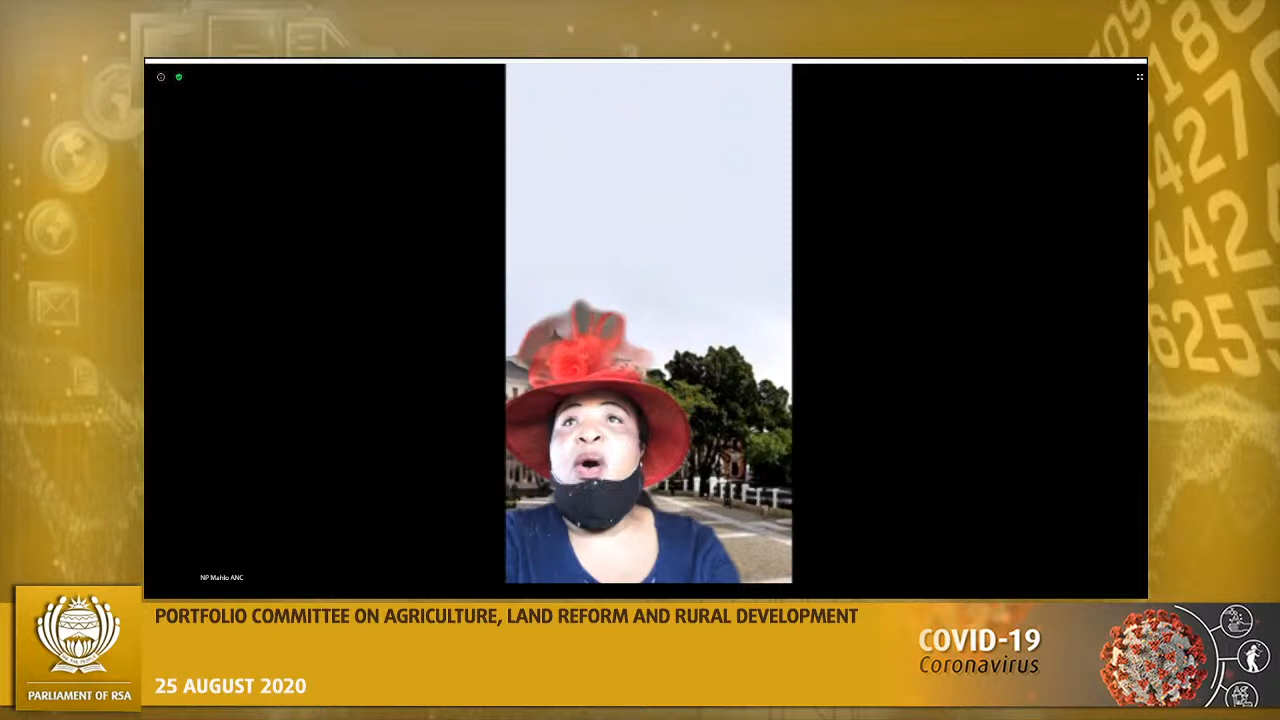 NP Mahlo ANC
PORTFOLIO COMMITTEE ON AGRICULTURE, LAND REFORM AND RURAL DEVELOPMENT
COVID-19
Coronavirus
25 AUGUST 2020
PARLIAMENT OF RSA